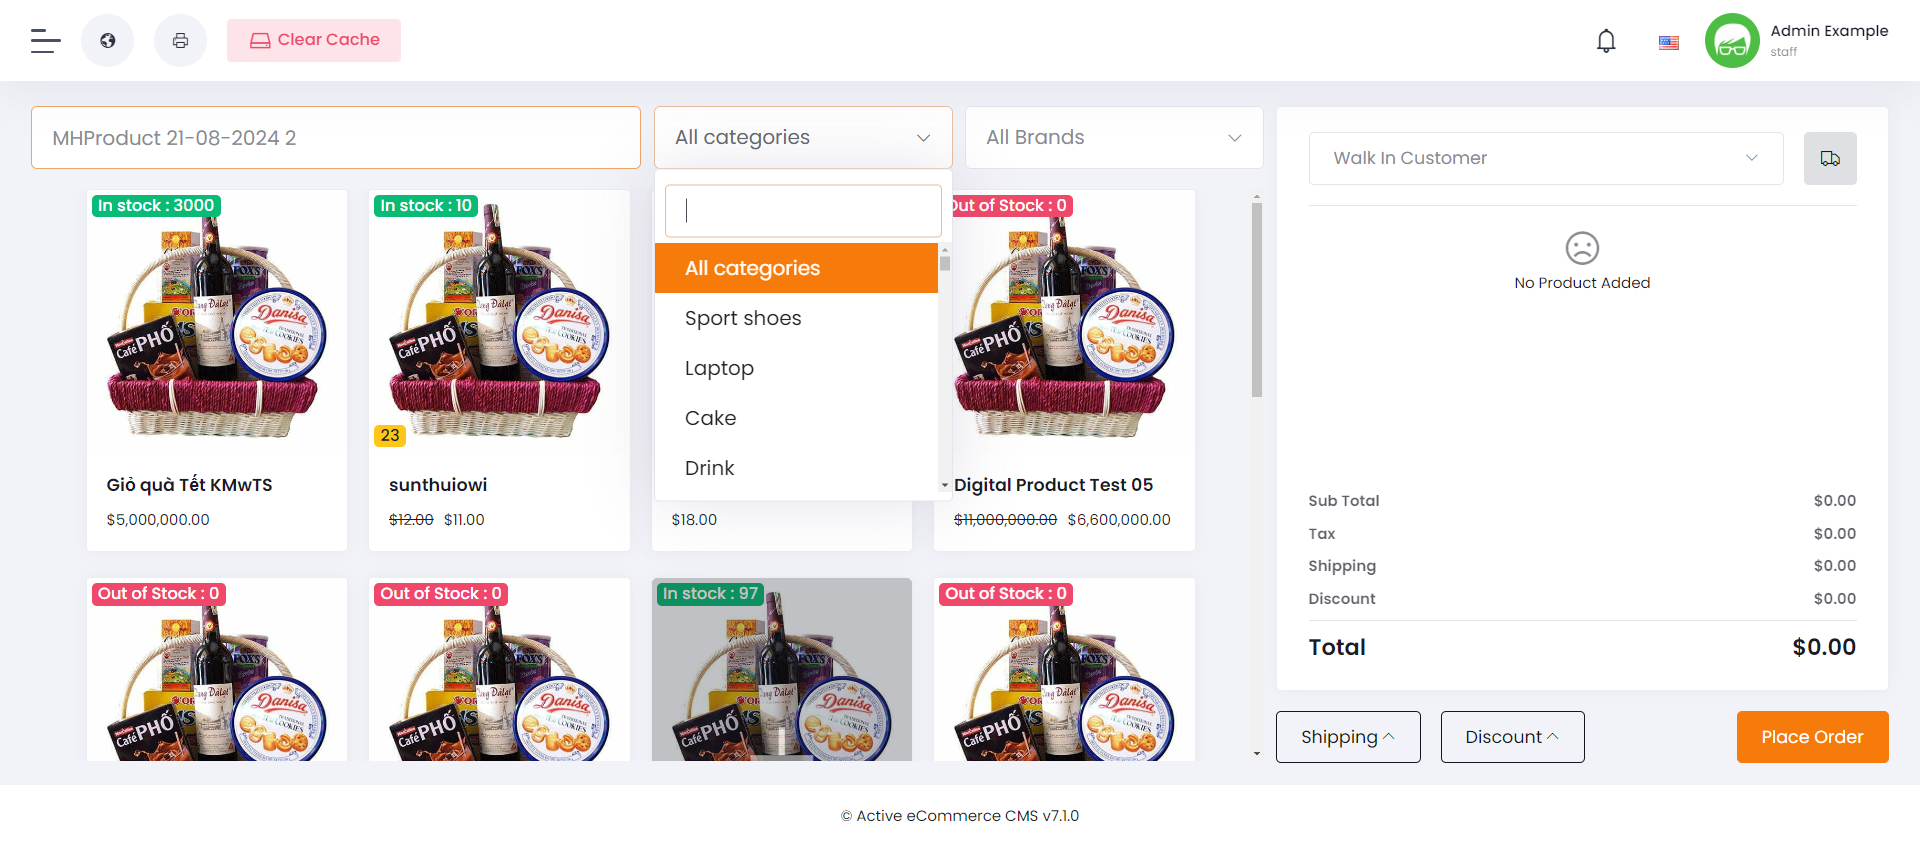 Clear Cache
Admin Example
staff
MHProduct 21-08-2024 2
All categories
All Brands
Walk In Customer
In stock : 3000
In stock : 10
Out of Stock : 0
All categories
Sport shoes
Laptop
Cake
Drink
No Product Added
23
Giỏ quà Tết KMwTS
sunthuiowi
Digital Product Test 05
$5,000,000.00
$12.00 $11.00
$18.00
$11,000,000.00 $6,600,000.00
Sub Total $0.00
Tax $0.00
Shipping $0.00
Discount $0.00
Total $0.00
Out of Stock : 0
Out of Stock : 0
In stock : 97
Out of Stock : 0
Shipping
Discount
Place Order
© Active eCommerce CMS v7.1.0